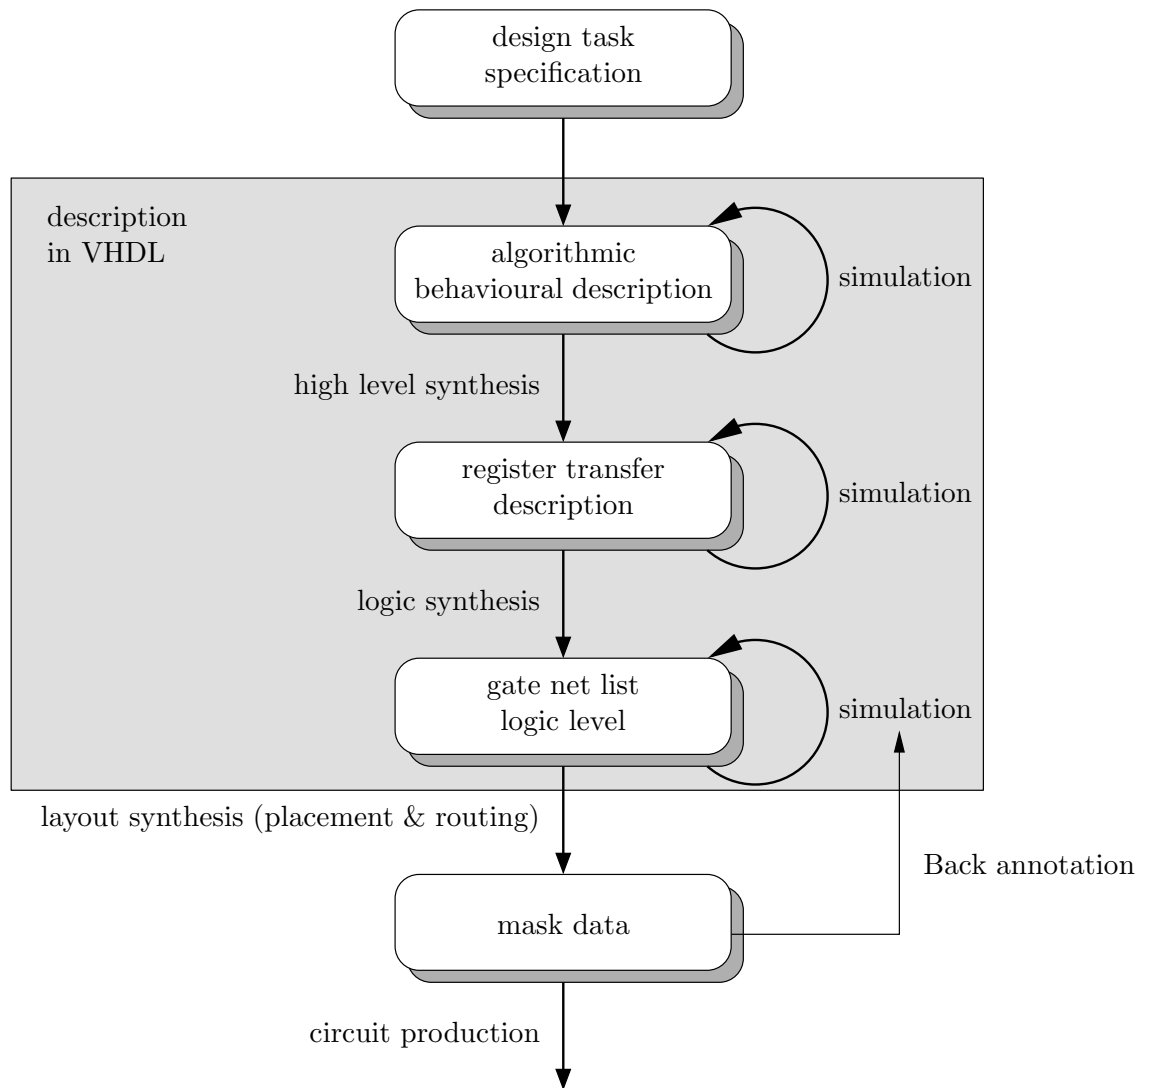 design task
specification
description
in VHDL
algorithmic
behavioural description
simulation
high level synthesis
register transfer
description
simulation
logic synthesis
gate net list
logic level
simulation
layout synthesis (placement & routing)
Back annotation
mask data
circuit production